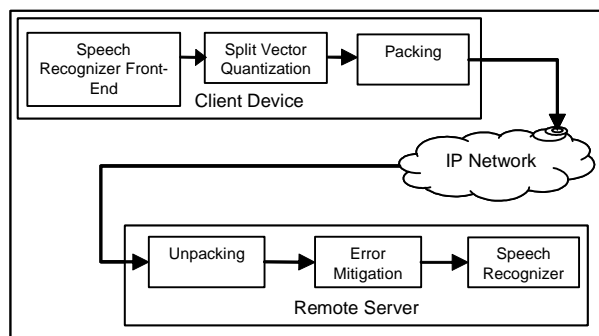 Speech
Recognizer Front-
End
Split Vector
Quantization
Packing
Client Device
IP Network
Unpacking
Error
Mitigation
Speech
Recognizer
Remote Server